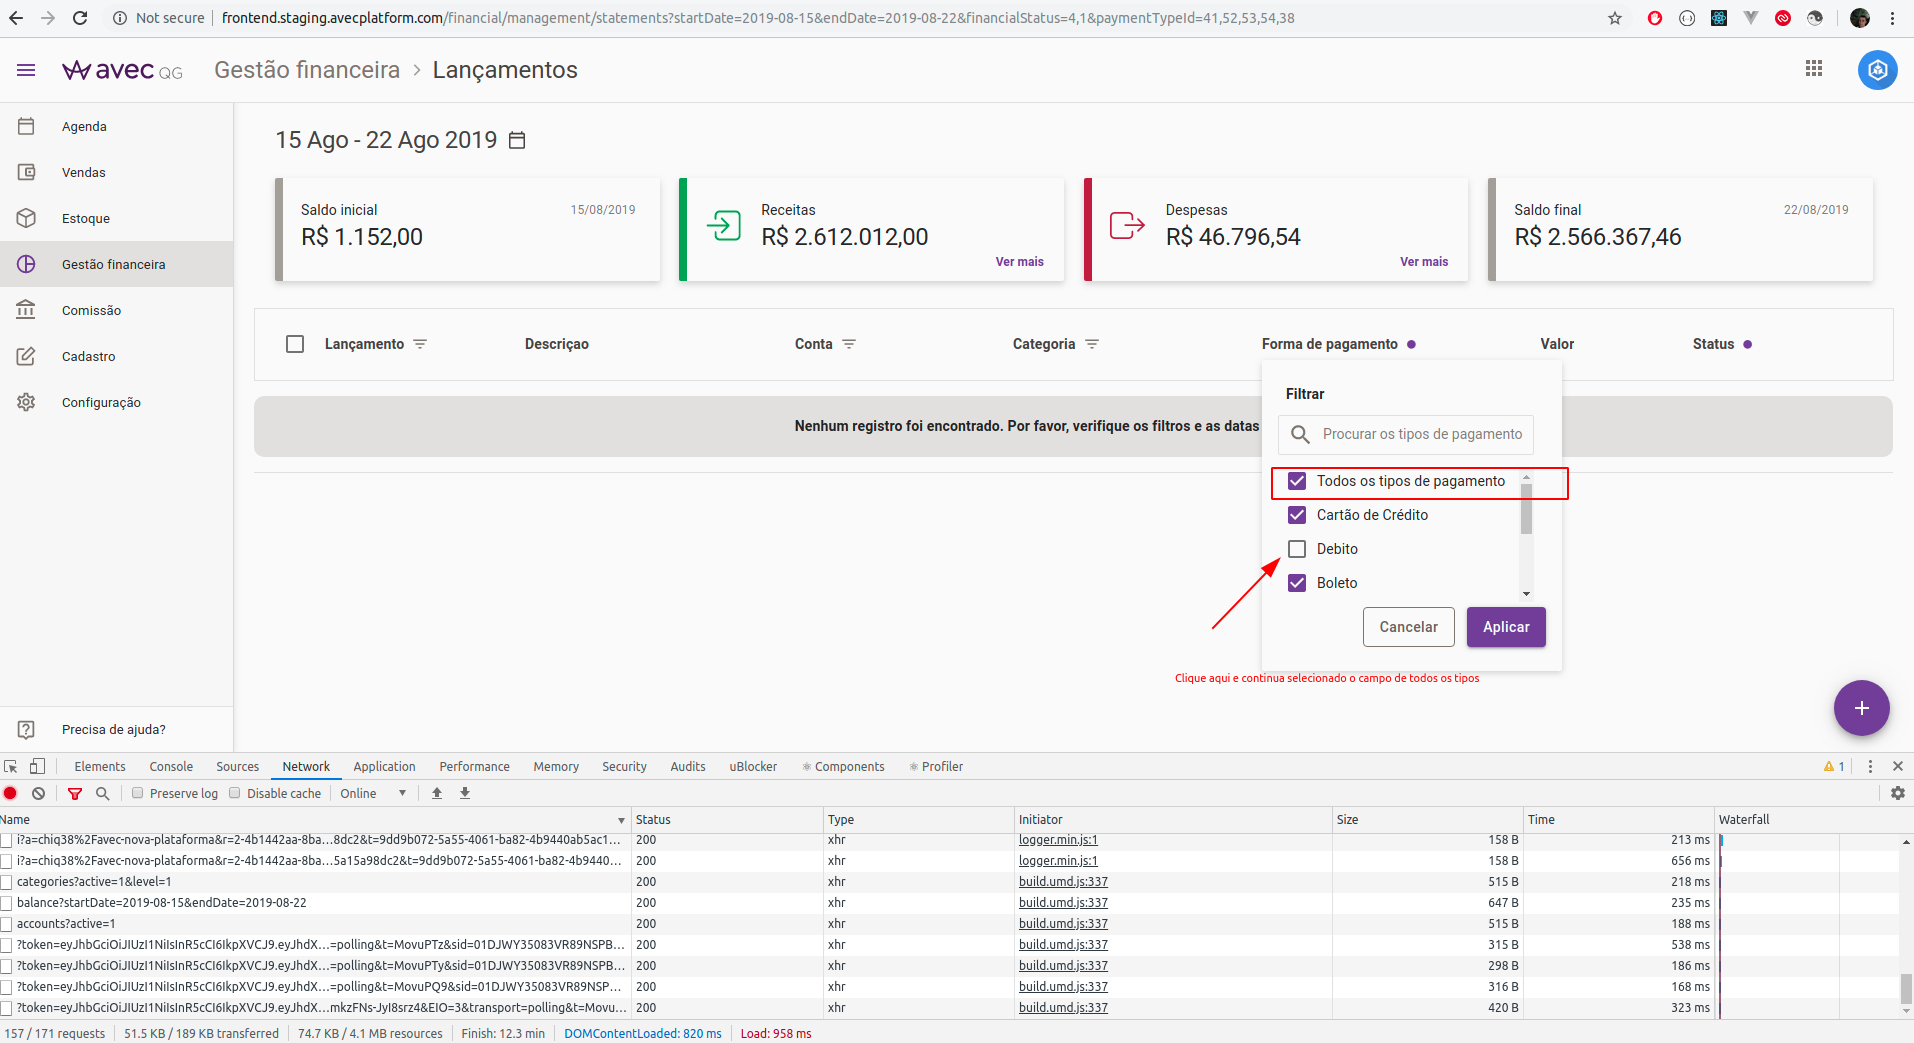 Not secure
frontend.staging.avecplatform.com/financial/management/statements?startDate=2019-08-15&endDate=2019-08-22&financialStatus=4,1&paymentTypeId=41,52,53,54,38
avec QG
Gestão financeira > Lançamentos
Agenda
Vendas
Estoque
Gestão financeira
Comissão
Cadastro
Configuração
Precisa de ajuda?
15 Ago - 22 Ago 2019
Saldo inicial 15/08/2019
R$ 1.152,00
Receitas
R$ 2.612.012,00
Ver mais
Despesas
R$ 46.796,54
Ver mais
Saldo final 22/08/2019
R$ 2.566.367,46
Lançamento Descriçao Conta Categoria Forma de pagamento Valor Status
Nenhum registro foi encontrado. Por favor, verifique os filtros e as datas
Filtrar
Procurar os tipos de pagamento
Todos os tipos de pagamento
Cartão de Crédito
Debito
Boleto
Cancelar Aplicar
Clique aqui e continua selecionado o campo de todos os tipos
+
Elements Console Sources Network Application Performance Memory Security Audits uBlocker Components Profiler 1
Preserve log Disable cache Online
Name Status Type Initiator Size Time Waterfall
i?a=chiq38%2Favec-nova-plataforma&r=2-4b1442aa-8ba…8dc2&t=9dd9b072-5a55-4061-ba82-4b9440ab5ac1... 200 xhr logger.min.js:1 158 B 213 ms
i?a=chiq38%2Favec-nova-plataforma&r=2-4b1442aa-8ba…5a15a98dc2&t=9dd9b072-5a55-4061-ba82-4b9440... 200 xhr logger.min.js:1 158 B 656 ms
categories?active=1&level=1 200 xhr build.umd.js:337 515 B 218 ms
balance?startDate=2019-08-15&endDate=2019-08-22 200 xhr build.umd.js:337 647 B 235 ms
accounts?active=1 200 xhr build.umd.js:337 515 B 188 ms
?token=eyJhbGciOiJIUzI1NiIsInR5cCI6IkpXVCJ9.eyJhdX…=polling&t=MovuPTz&sid=01DJWY35083VR89NSPB... 200 xhr build.umd.js:337 315 B 538 ms
?token=eyJhbGciOiJIUzI1NiIsInR5cCI6IkpXVCJ9.eyJhdX…=polling&t=MovuPTy&sid=01DJWY35083VR89NSPB... 200 xhr build.umd.js:337 298 B 186 ms
?token=eyJhbGciOiJIUzI1NiIsInR5cCI6IkpXVCJ9.eyJhdX…=polling&t=MovuPQ9&sid=01DJWY35083VR89NSPB... 200 xhr build.umd.js:337 316 B 168 ms
?token=eyJhbGciOiJIUzI1NiIsInR5cCI6IkpXVCJ9.eyJhdX…mkzFNs-JyI8srz4&EIO=3&transport=polling&t=Movu... 200 xhr build.umd.js:337 420 B 323 ms
157 / 171 requests 51.5 KB / 189 KB transferred 74.7 KB / 4.1 MB resources Finish: 12.3 min DOMContentLoaded: 820 ms Load: 958 ms